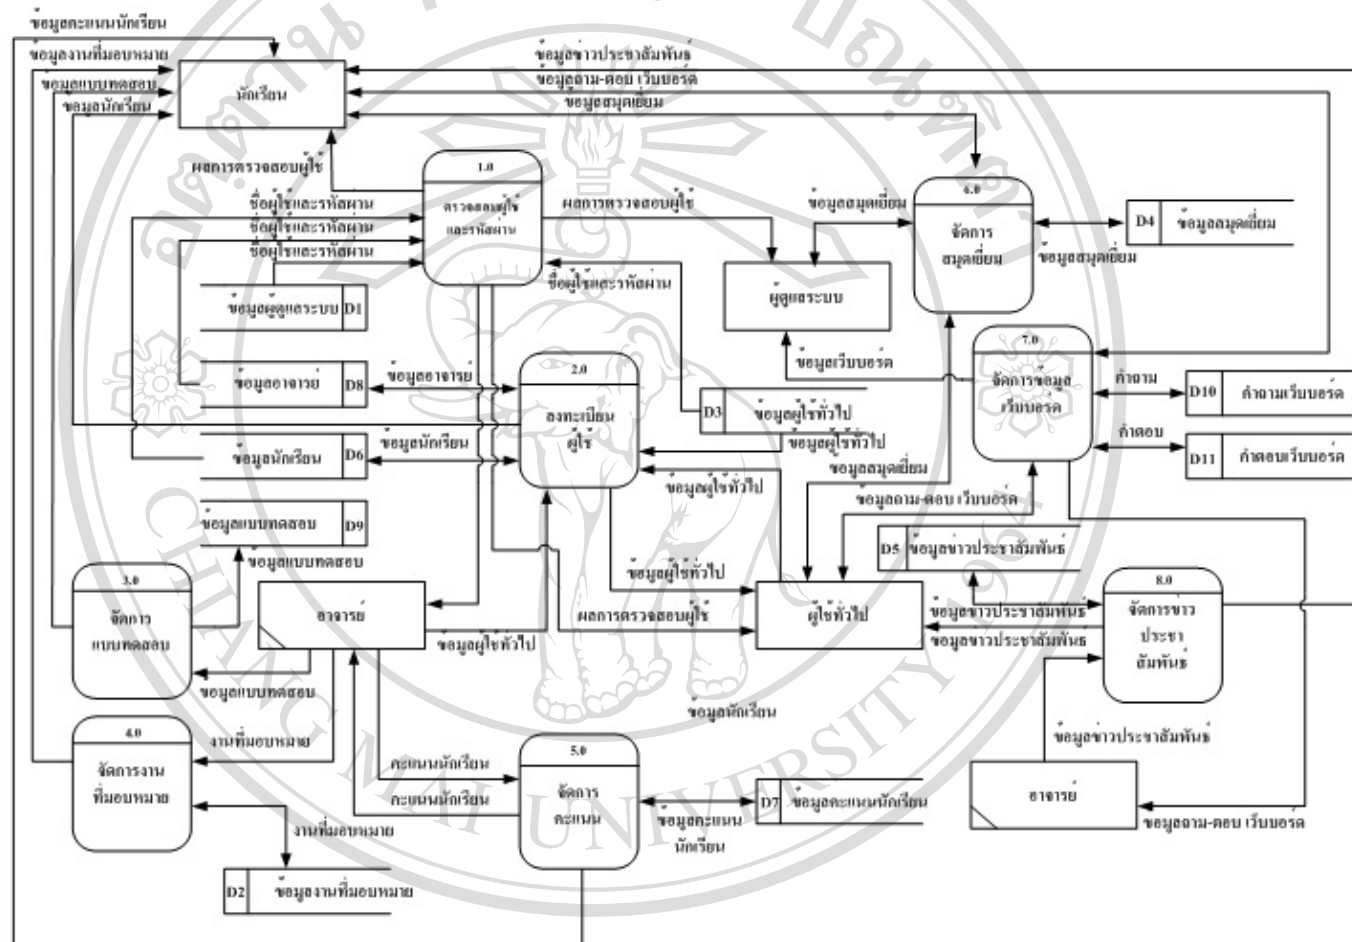 ข้อมูลคะแนนนักเรียน
ข้อมูลงานที่มอบหมาย
ข้อมูลแบบทดสอบ
ข้อมูลนักเรียน
นักเรียน
ข้อมูลข่าวประชาสัมพันธ์
ข้อมูลถาม-ตอบ เว็บบอร์ด
ข้อมูลสมุดเยี่ยม
ผลการตรวจสอบผู้ใช้
1.0
ตรวจสอบผู้ใช้
และรหัสผ่าน
ชื่อผู้ใช้และรหัสผ่าน
ชื่อผู้ใช้และรหัสผ่าน
ชื่อผู้ใช้และรหัสผ่าน
ผลการตรวจสอบผู้ใช้
ชื่อผู้ใช้และรหัสผ่าน
ข้อมูลสมุดเยี่ยม
6.0
จัดการ
สมุดเยี่ยม
D4 ข้อมูลสมุดเยี่ยม
ข้อมูลสมุดเยี่ยม
ผู้ดูแลระบบ
ข้อมูลผู้ดูแลระบบ D1
ข้อมูลเว็บบอร์ด
7.0
จัดการข้อมูล
เว็บบอร์ด
คำถาม
D10 คำถามเว็บบอร์ด
คำตอบ
D11 คำตอบเว็บบอร์ด
ข้อมูลอาจารย์ D8
ข้อมูลอาจารย์
2.0
ลงทะเบียน
ผู้ใช้
D3 ข้อมูลผู้ใช้ทั่วไป
ข้อมูลผู้ใช้ทั่วไป
ข้อมูลนักเรียน D6
ข้อมูลนักเรียน
ข้อมูลผู้ใช้ทั่วไป
ข้อมูลสมุดเยี่ยม
ข้อมูลถาม-ตอบ เว็บบอร์ด
ข้อมูลแบบทดสอบ D9
ข้อมูลแบบทดสอบ
D5 ข้อมูลข่าวประชาสัมพันธ์
3.0
จัดการ
แบบทดสอบ
ข้อมูลแบบทดสอบ
อาจารย์
ข้อมูลผู้ใช้ทั่วไป
ข้อมูลผู้ใช้ทั่วไป
ผลการตรวจสอบผู้ใช้
ผู้ใช้ทั่วไป
ข้อมูลข่าวประชาสัมพันธ์
ข้อมูลข่าวประชาสัมพันธ์
8.0
จัดการข่าว
ประชา
สัมพันธ์
ข้อมูลนักเรียน
4.0
จัดการงาน
ที่มอบหมาย
งานที่มอบหมาย
งานที่มอบหมาย
D2 ข้อมูลงานที่มอบหมาย
คะแนนนักเรียน
คะแนนนักเรียน
5.0
จัดการ
คะแนน
D7 ข้อมูลคะแนนนักเรียน
ข้อมูลคะแนน
นักเรียน
ข้อมูลข่าวประชาสัมพันธ์
อาจารย์
ข้อมูลถาม-ตอบ เว็บบอร์ด
CHIANG MAI UNIVERSITY 1964